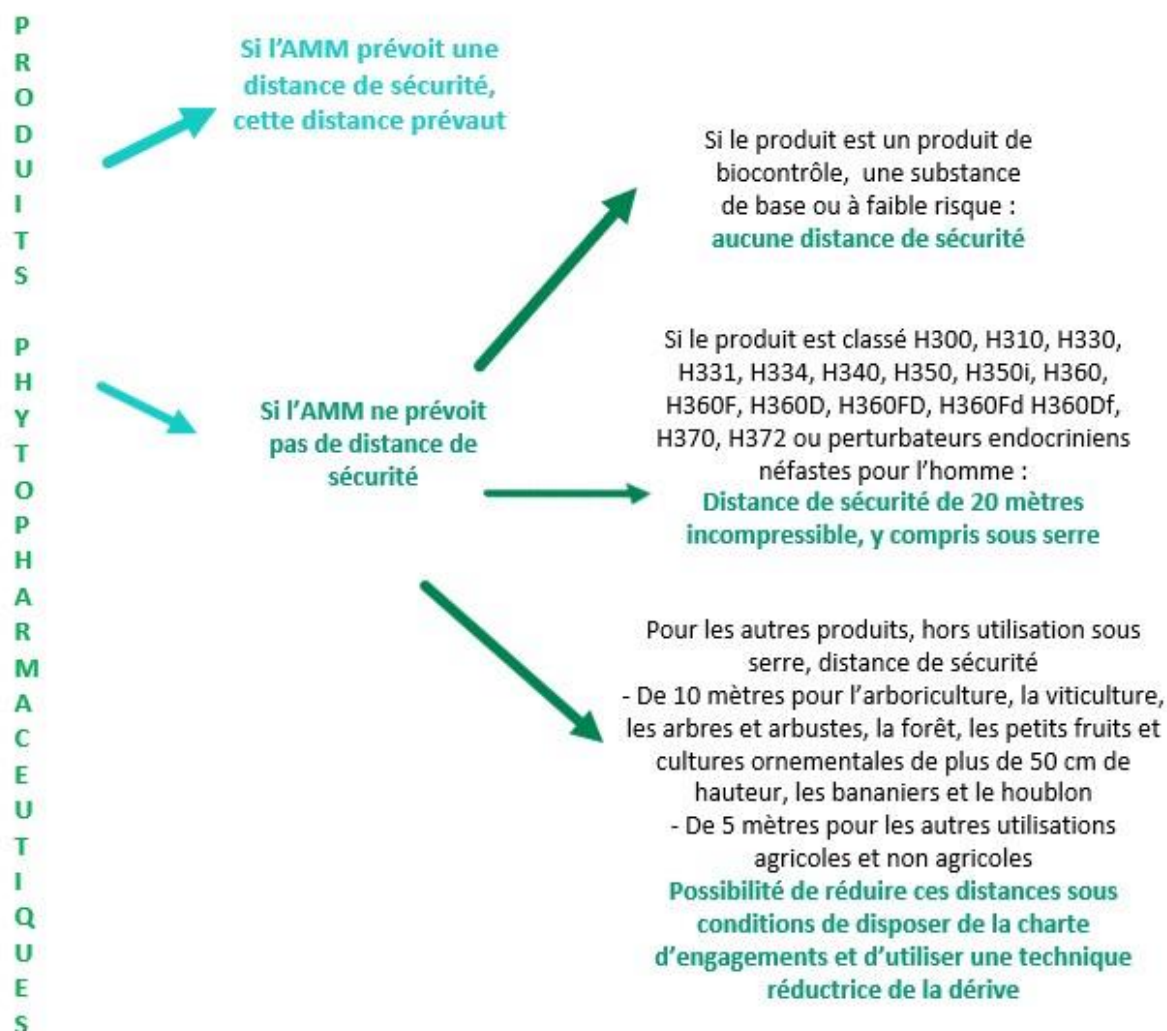 PRODUITS PHYTOPHARMACEUTIQUES
Si l’AMM prévoit une
distance de sécurité,
cette distance prévaut
Si l’AMM ne prévoit
pas de distance de
sécurité
Si le produit est un produit de
biocontrôle, une substance
de base ou à faible risque :
aucune distance de sécurité
Si le produit est classé H300, H310, H330,
H331, H334, H340, H350, H350i, H360,
H360F, H360D, H360FD, H360Fd H360Df,
H370, H372 ou perturbateurs endocriniens
néfastes pour l’homme :
Distance de sécurité de 20 mètres
incompressible, y compris sous serre
Pour les autres produits, hors utilisation sous
serre, distance de sécurité
- De 10 mètres pour l’arboriculture, la viticulture,
les arbres et arbustes, la forêt, les petits fruits et
cultures ornementales de plus de 50 cm de
hauteur, les bananiers et le houblon
- De 5 mètres pour les autres utilisations
agricoles et non agricoles
Possibilité de réduire ces distances sous
conditions de disposer de la charte
d’engagements et d’utiliser une technique
réductrice de la dérive